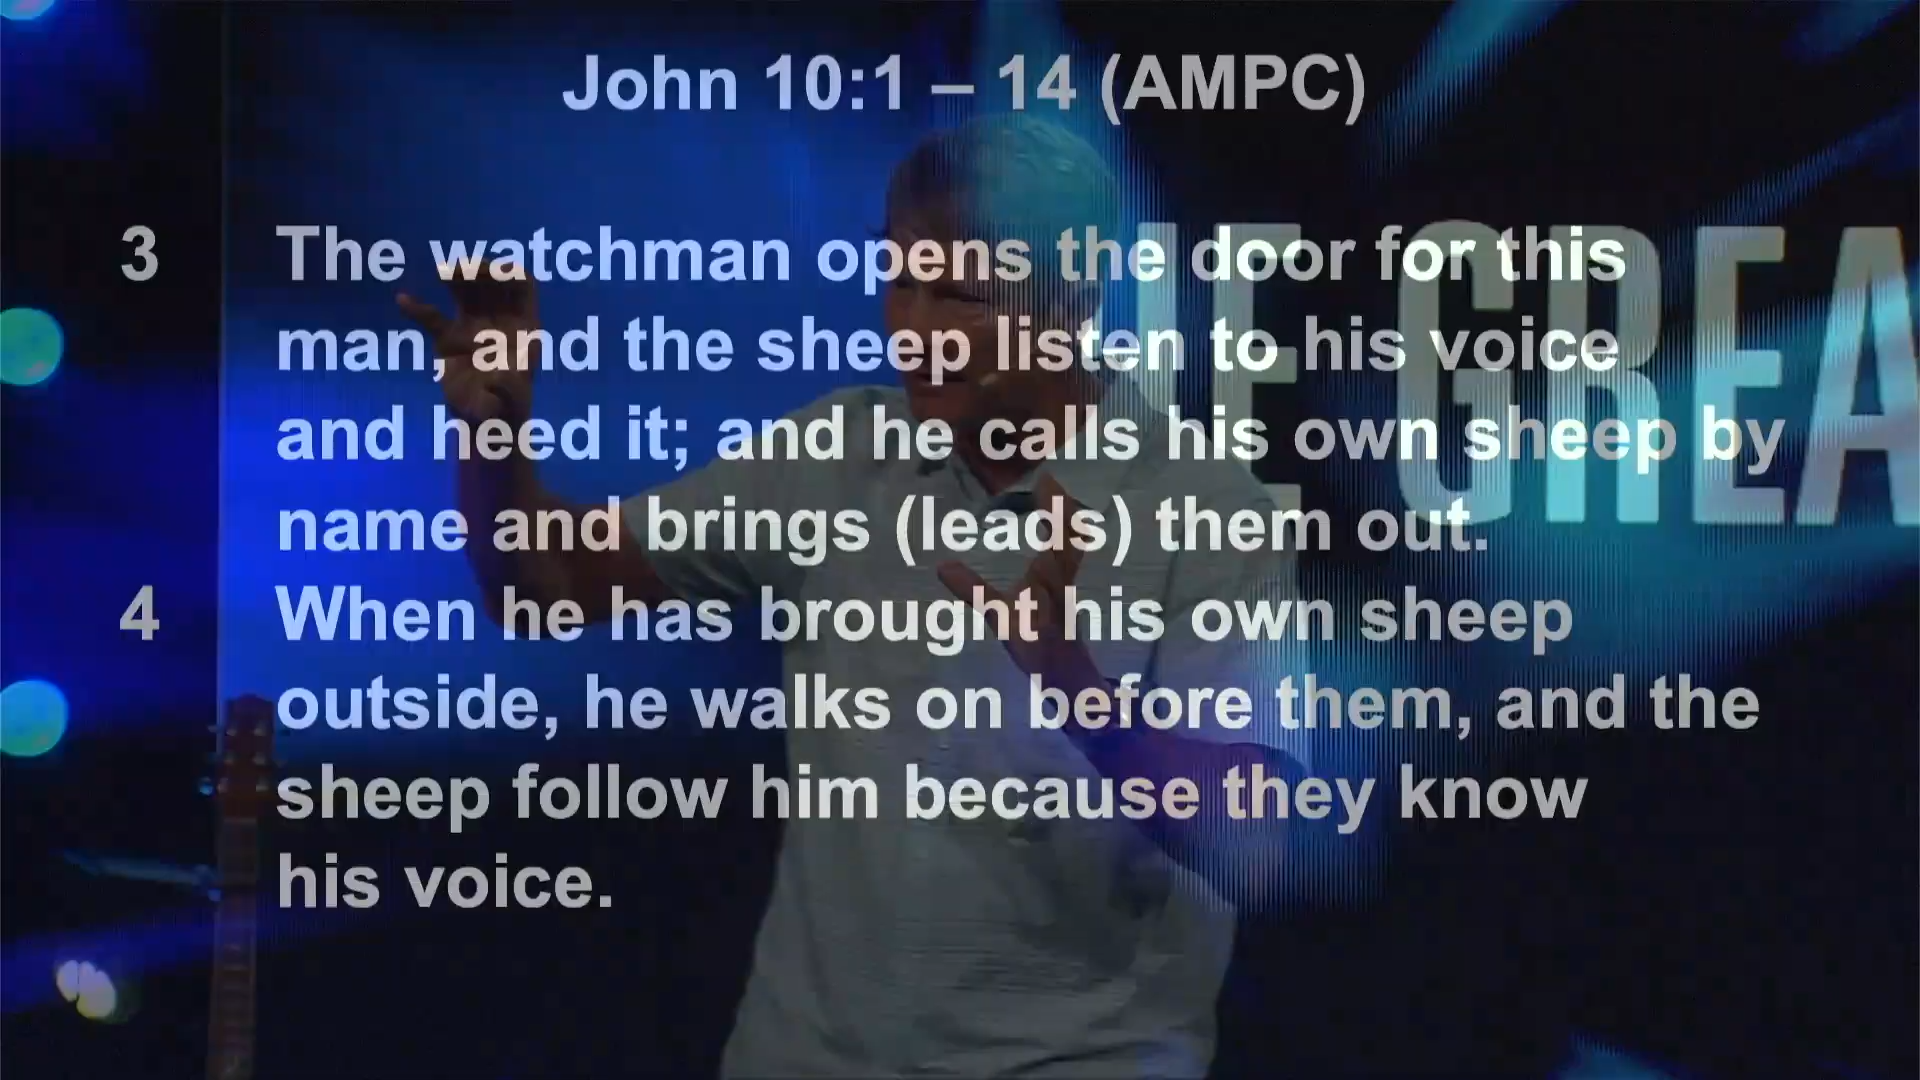 John 10:1 – 14 (AMPC)
3 The watchman opens the door for this
man, and the sheep listen to his voice
and heed it; and he calls his own sheep by
name and brings (leads) them out.
4 When he has brought his own sheep
outside, he walks on before them, and the
sheep follow him because they know
his voice.